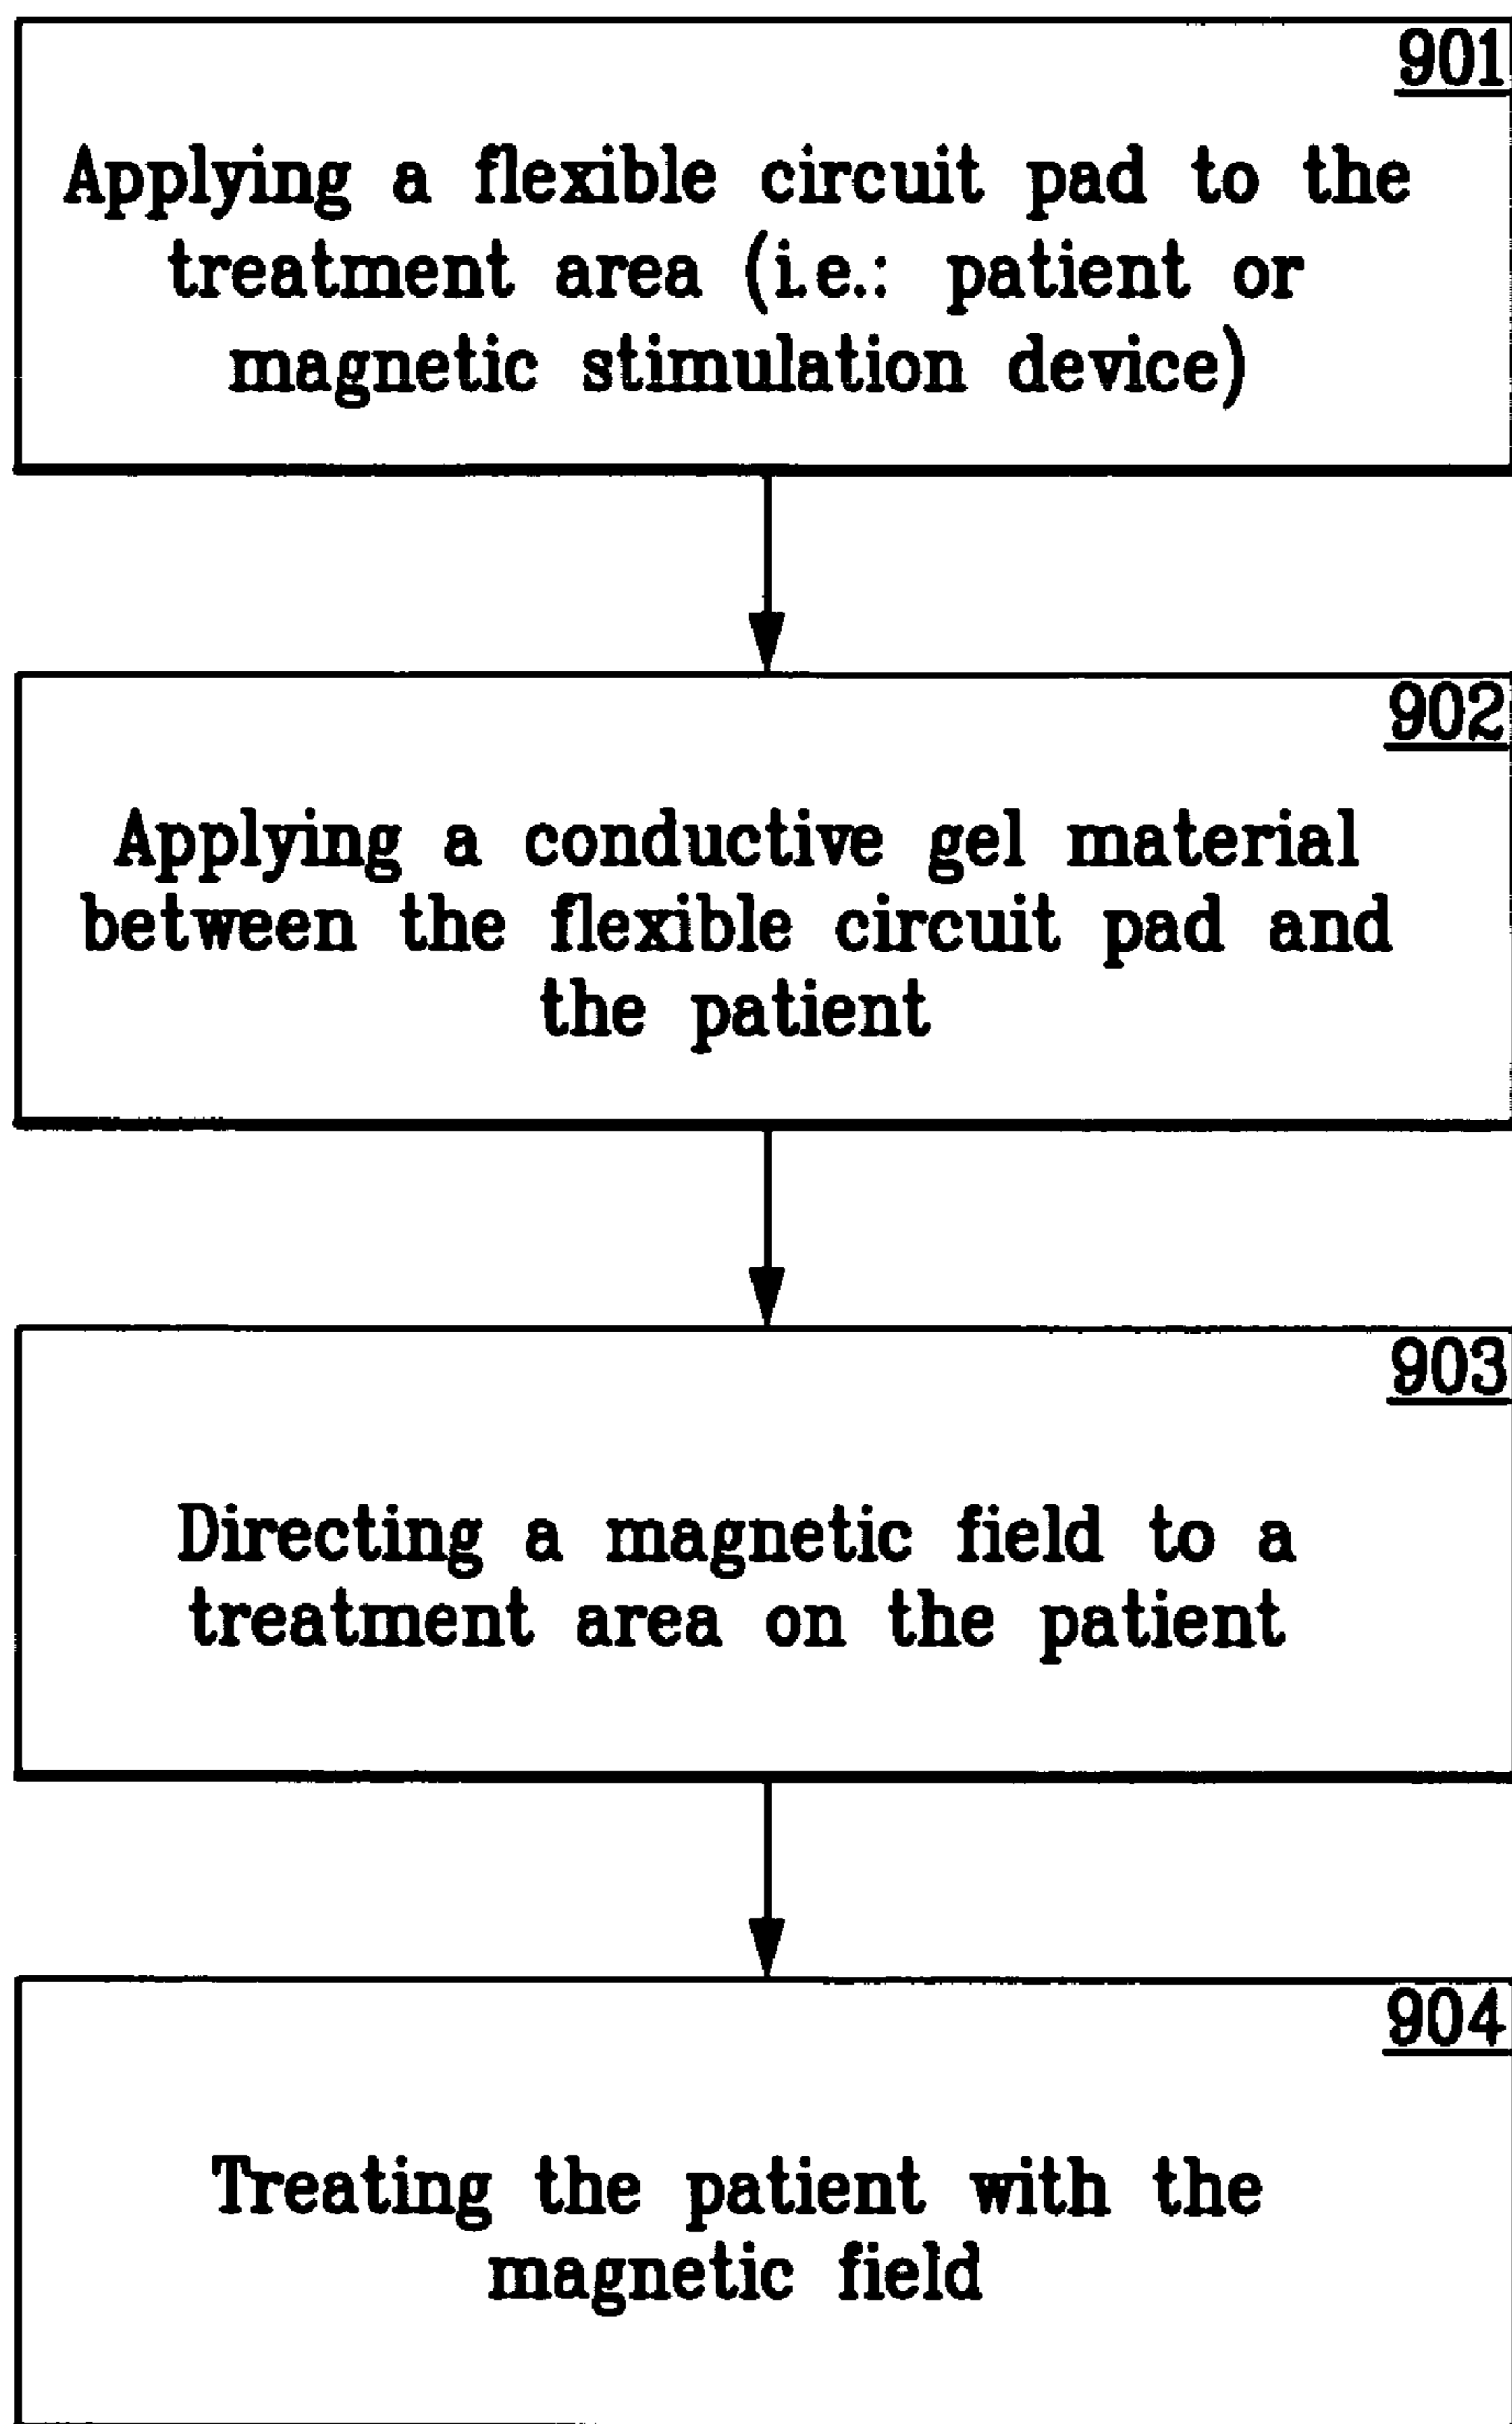 901
Applying a flexible circuit pad to the
treatment area (i.e.: patient or
magnetic stimulation device)
902
Applying a conductive gel material
between the flexible circuit pad and
the patient
903
Directing a magnetic field to a
treatment area on the patient
904
Treating the patient with the
magnetic field